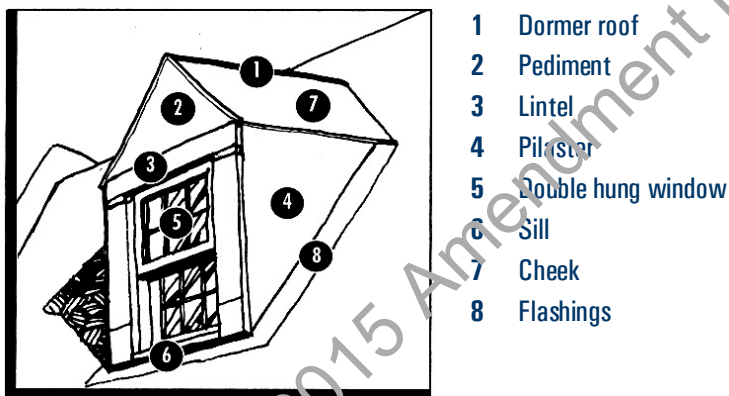 1 Dormer roof
2 Pediment
3 Lintel
4 Pilaster
5 Double hung window
6 Sill
7 Cheek
8 Flashings
1
2
7
3
5
4
8
6
2015 Amendment